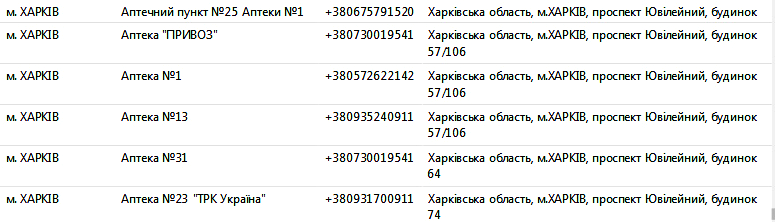 м. ХАРКІВ Аптечний пункт №25 Аптеки №1 +380675791520 Харківська область, м.ХАРКІВ, проспект Ювілейний, будинок
м. ХАРКІВ Аптека "ПРИВОЗ" +380730019541 Харківська область, м.ХАРКІВ, проспект Ювілейний, будинок
57/106
м. ХАРКІВ Аптека №1 +380572622142 Харківська область, м.ХАРКІВ, проспект Ювілейний, будинок
57/106
м. ХАРКІВ Аптека №13 +380935240911 Харківська область, м.ХАРКІВ, проспект Ювілейний, будинок
57/106
м. ХАРКІВ Аптека №31 +380730019541 Харківська область, м.ХАРКІВ, проспект Ювілейний, будинок
64
м. ХАРКІВ Аптека №23 "ТРК Україна" +380931700911 Харківська область, м.ХАРКІВ, проспект Ювілейний, будинок
74